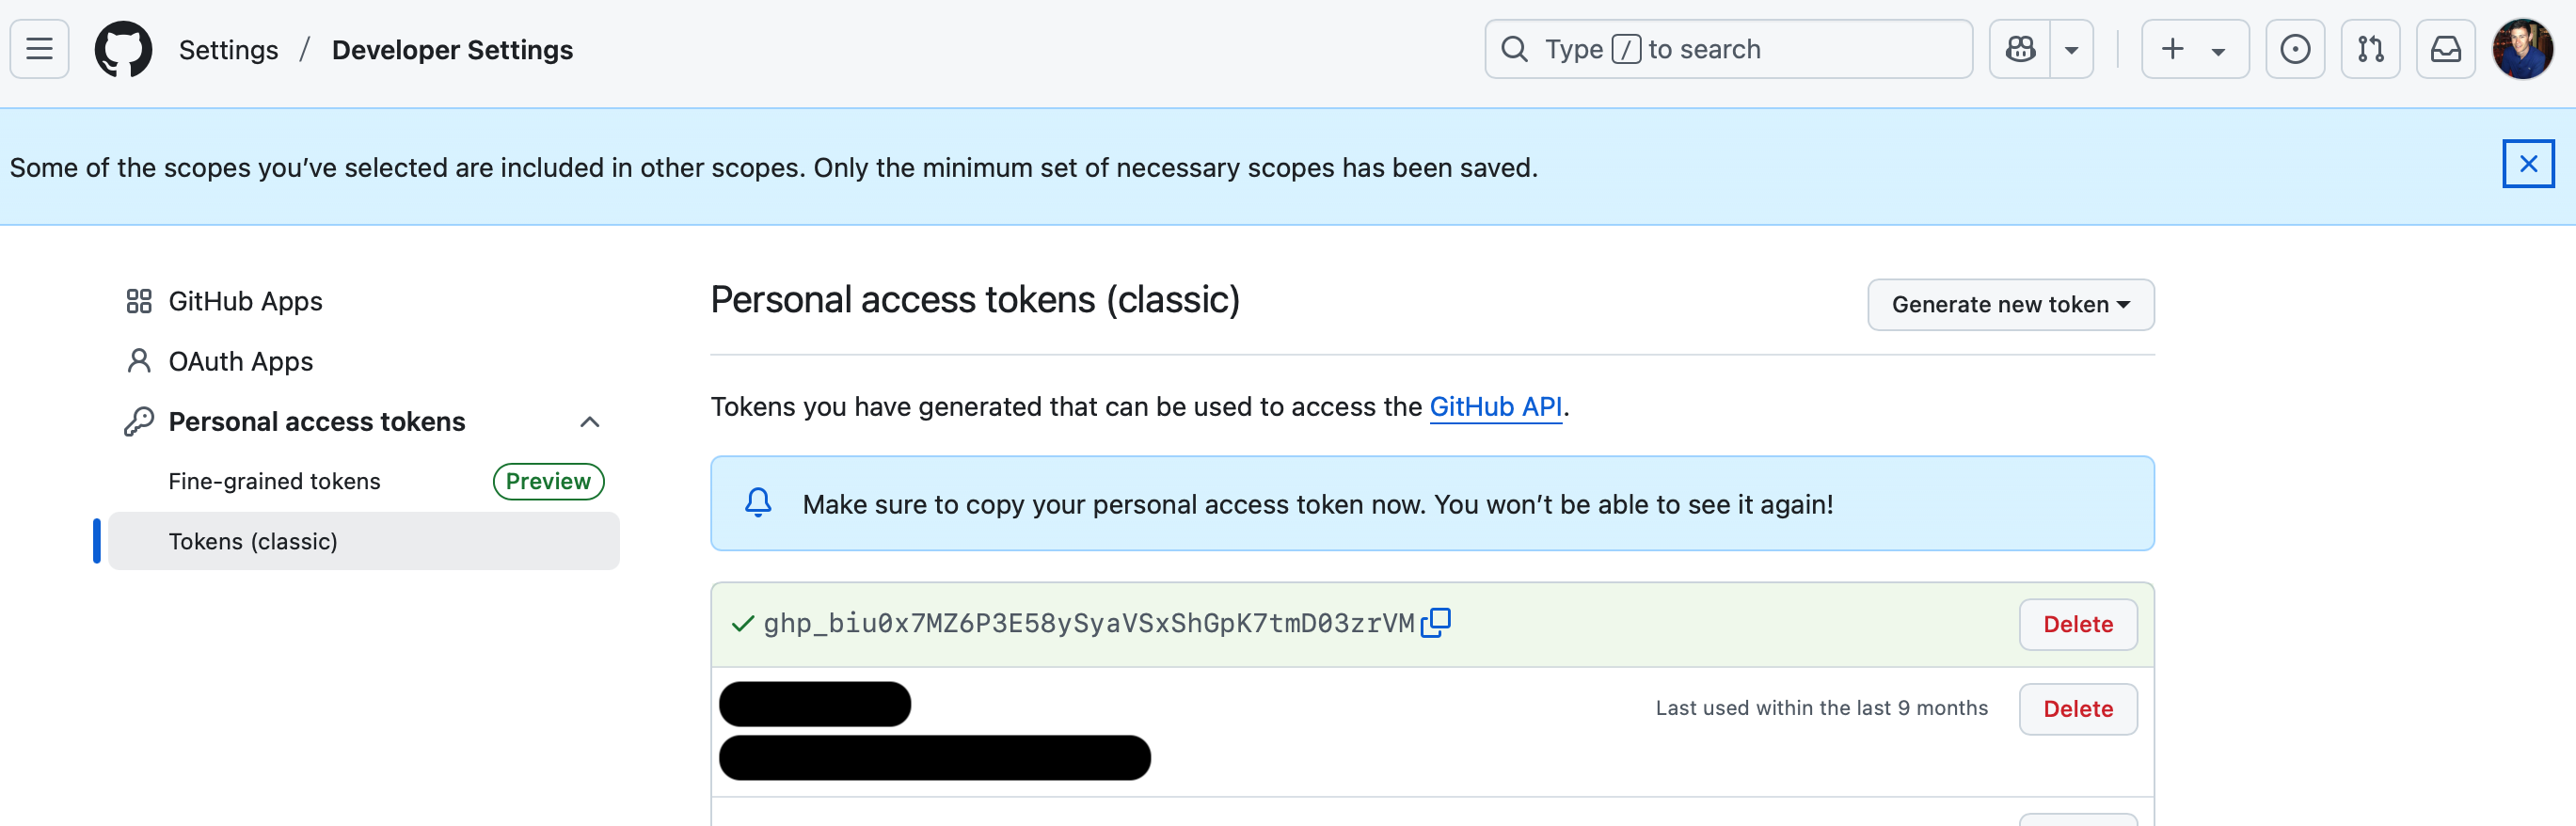 Settings / Developer Settings
Type / to search
Some of the scopes you’ve selected are included in other scopes. Only the minimum set of necessary scopes has been saved.
GitHub Apps
OAuth Apps
Personal access tokens
Fine-grained tokens Preview
Tokens (classic)
Personal access tokens (classic)
Generate new token
Tokens you have generated that can be used to access the GitHub API.
Make sure to copy your personal access token now. You won’t be able to see it again!
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
Delete
Last used within the last 9 months
Delete